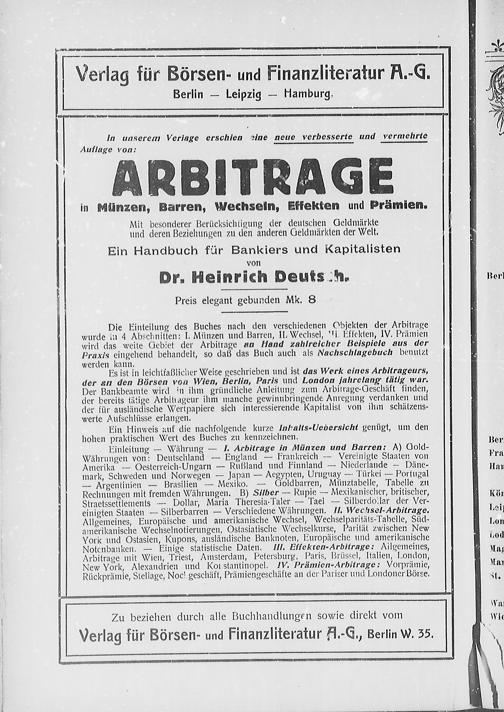 Verlag für Börsen- und Finanzliteratur A.-G.
Berlin — Leipzig — Hamburg.
In unserem Verlage erschien eine neue verbesserte und vermehrte
Auflage von:
ARBITRAGE
in Münzen, Barren, Wechseln, Effekten und Prämien.
Mit besonderer Berücksichtigung der deutschen Geldmärkte
und deren Beziehungen zu den anderen Geldmärkten der Welt.
Ein Handbuch für Bankiers und Kapitalisten
von
Dr. Heinrich Deutsch.
Preis elegant gebunden Mk. 8
Die Einteilung des Buches nach den verschiedenen Objekten der Arbitrage
wurde in 4 Abschnitten: I. Münzen und Barren, II. Wechsel, III. Effekten, IV. Prämien
wird das weite Gebiet der Arbitrage an Hand zahlreicher Beispiele aus der
Praxis eingehend behandelt, so daß das Buch auch als Nachschlagebuch benutzt
werden kann.
Es ist in leichtfaßlicher Weise geschrieben und ist das Werk eines Arbitrageurs,
der an den Börsen von Wien, Berlin, Paris und London jahrelang tätig war.
Der Bankbeamte wird in ihm gründliche Anleitung zum Arbitrage-Geschäft finden,
der bereits tätige Arbitrageur ihm manche gewinnbringende Anregung verdanken und
der für ausländische Wertpapiere sich interessierende Kapitalist von ihm schätzens-
werte Aufschlüsse erlangen.
Ein Hinweis auf die nachfolgende kurze Inhalts-Uebersicht genügt, um den
hohen praktischen Wert des Buches zu kennzeichnen.
Einleitung — Währung — I. Arbitrage in Münzen und Barren: A) Gold-
Währungen von: Deutschland — England — Frankreich — Vereinigte Staaten von
Amerika — Oesterreich-Ungarn — Rußland und Finnland — Niederlande — Däne-
mark, Schweden und Norwegen — Japan — Aegypten, Uruguay — Türkei — Portugal
— Argentinien — Brasilien — Mexiko. — Goldbarren, Münztabelle, Tabelle zu
Rechnungen mit fremden Währungen. B) Silber — Rupie — Mexikanischer, britischer,
Straetssettlements — Dollar, Maria Theresia-Taler — Tael — Silberdollar der Ver-
einigten Staaten — Silberbarren — Verschiedene Währungen. II. Wechsel-Arbitrage.
Allgemeines, Europäische und amerikanische Wechsel, Wechselparitäts-Tabelle, Süd-
amerikanische Wechselnotierungen, Ostasiatische Wechselkurse, Parität zwischen New
York und Ostasien, Kupons, ausländische Banknoten, Europäische und amerikanische
Notenbanken. — Einige statistische Daten. III. Effekten-Arbitrage: Allgemeines,
Arbitrage mit Wien, Triest, Amsterdam, Petersburg, Paris, Brüssel, Italien, London,
New York, Alexandrien und Konstantinopel. IV. Prämien-Arbitrage: Vorprämie,
Rückprämie, Stellage, Nochgeschäft, Prämiengeschäfte an der Pariser und Londoner Börse.
Zu beziehen durch alle Buchhandlungen sowie direkt vom
Verlag für Börsen- und Finanzliteratur A.-G., Berlin W. 35.